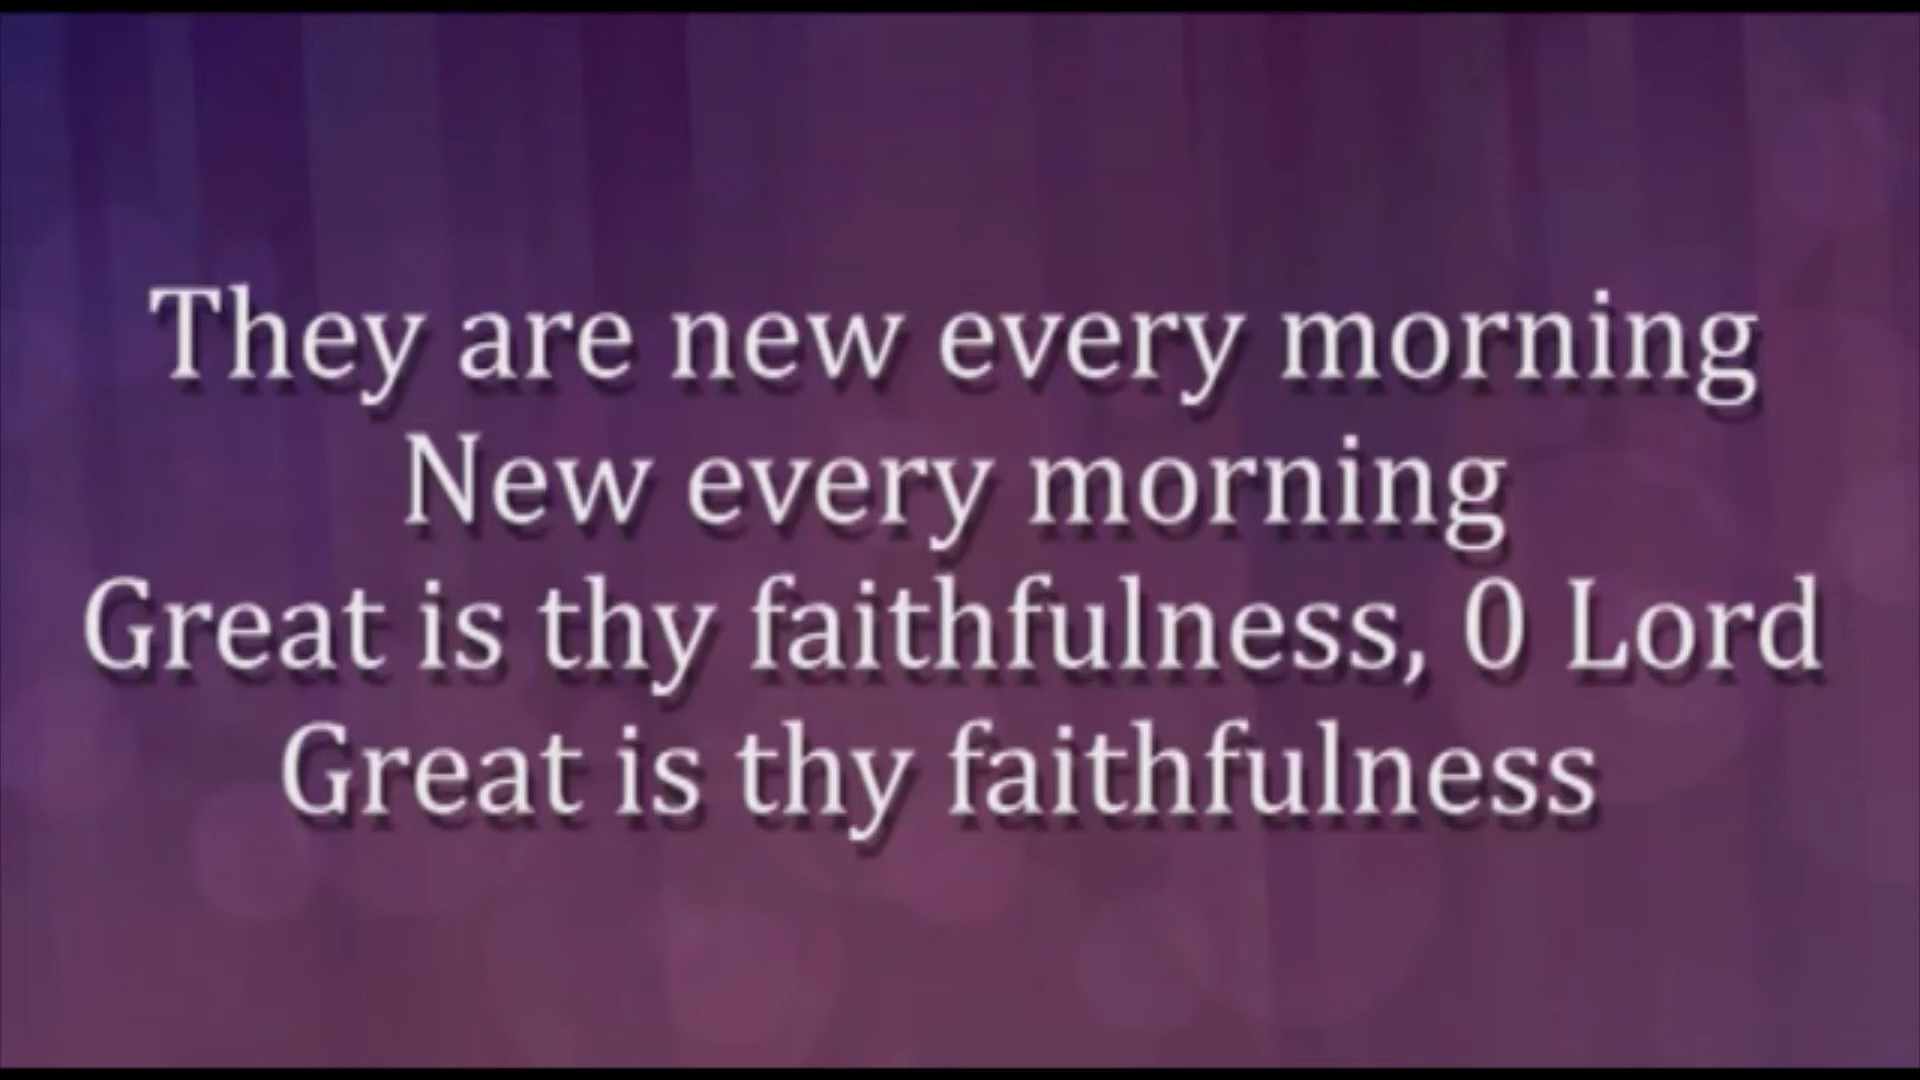 They are new every morning
New every morning
Great is thy faithfulness, 0 Lord
Great is thy faithfulness